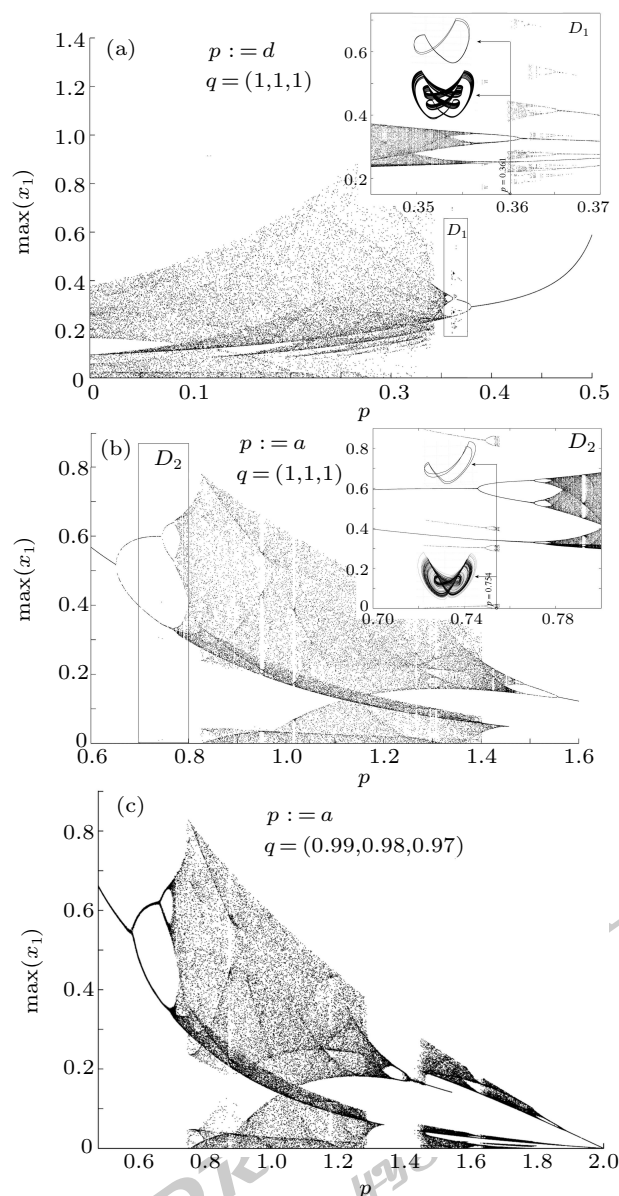 (a)
p := d
q = (1,1,1)
max(x₁)
1.4
1.2
1.0
0.8
0.6
0.4
0.2
0
0
0.1
0.2
0.3
0.4
0.5
p
D₁
D₁
0.6
0.4
0.2
0.35
0.36
0.37
p = 0.361
(b)
p := a
q = (1,1,1)
max(x₁)
0.8
0.6
0.4
0.2
0
0.6
0.8
1.0
1.2
1.4
1.6
p
D₂
D₂
0.8
0.6
0.4
0.2
0
0.70
0.74
0.78
p = 0.754
(c)
p := a
q = (0.99,0.98,0.97)
max(x₁)
0.8
0.6
0.4
0.2
0
0.6
0.8
1.0
1.2
1.4
1.6
1.8
2.0
p